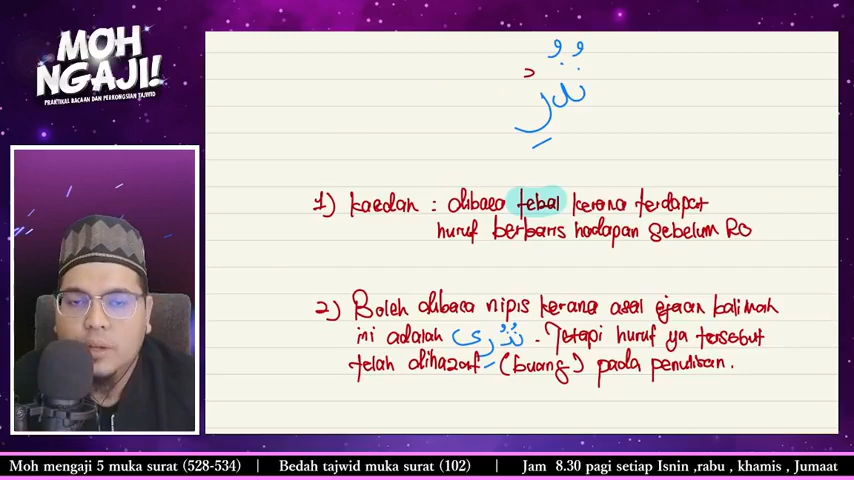 MOH
NGAJI!
PRAKTIKAL BACAAN DAN PERKONGSIAN TAJWID
نُذُرِ
1) Kaedah : dibaca tebal kerana terdapat
huruf berbaris hadapan sebelum RO
2) Boleh dibaca nipis kerana asal ejaan kalimah
ini adalah نُذُرِى . Tetapi huruf ya tersebut
telah dihazaf (buang) pada penulisan.
Moh mengaji 5 muka surat (528-534) | Bedah tajwid muka surat (102) | Jam 8.30 pagi setiap Isnin ,rabu , khamis , Jumaat